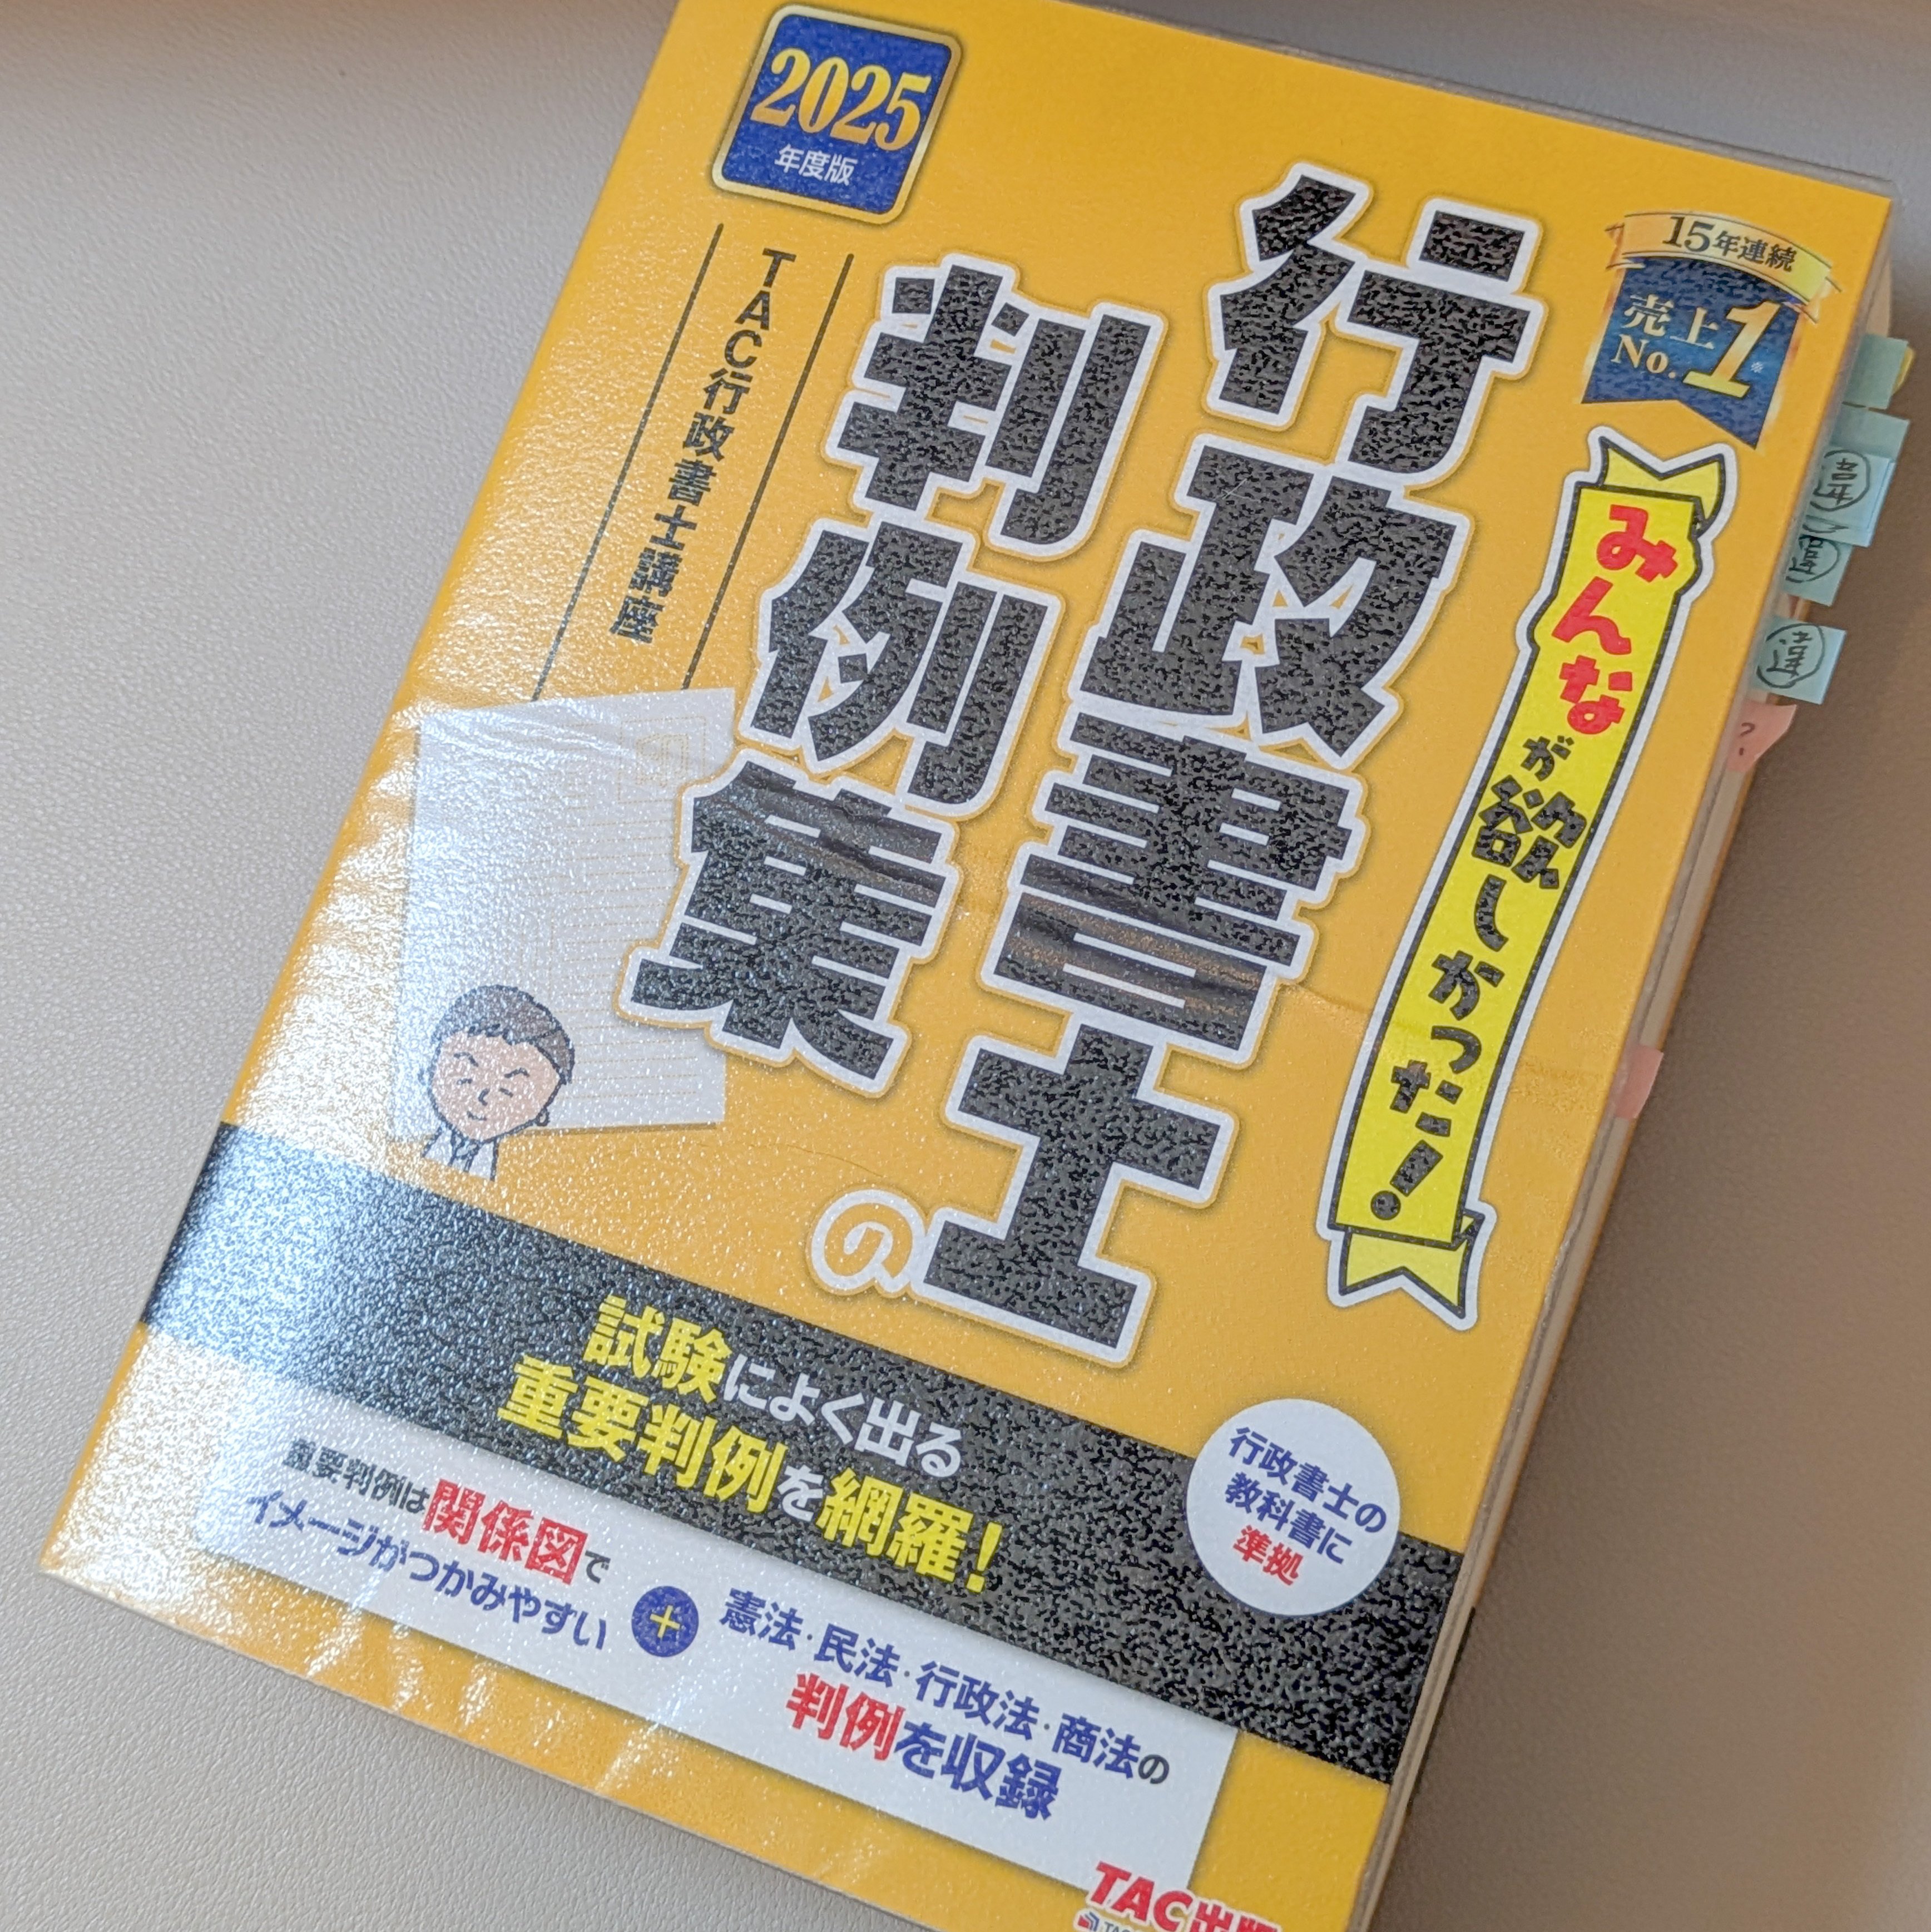 2025
年度版
15年連続
売上
No.1
※
みんなが欲しかった!
行政書士の
判例集
TAC行政書士講座
違
違
違
?!
試験によく出る
重要判例を網羅!
行政書士の
教科書に
準拠
重要判例は関係図で
イメージがつかみやすい
+
憲法・民法・行政法・商法の
判例を収録
TAC出版